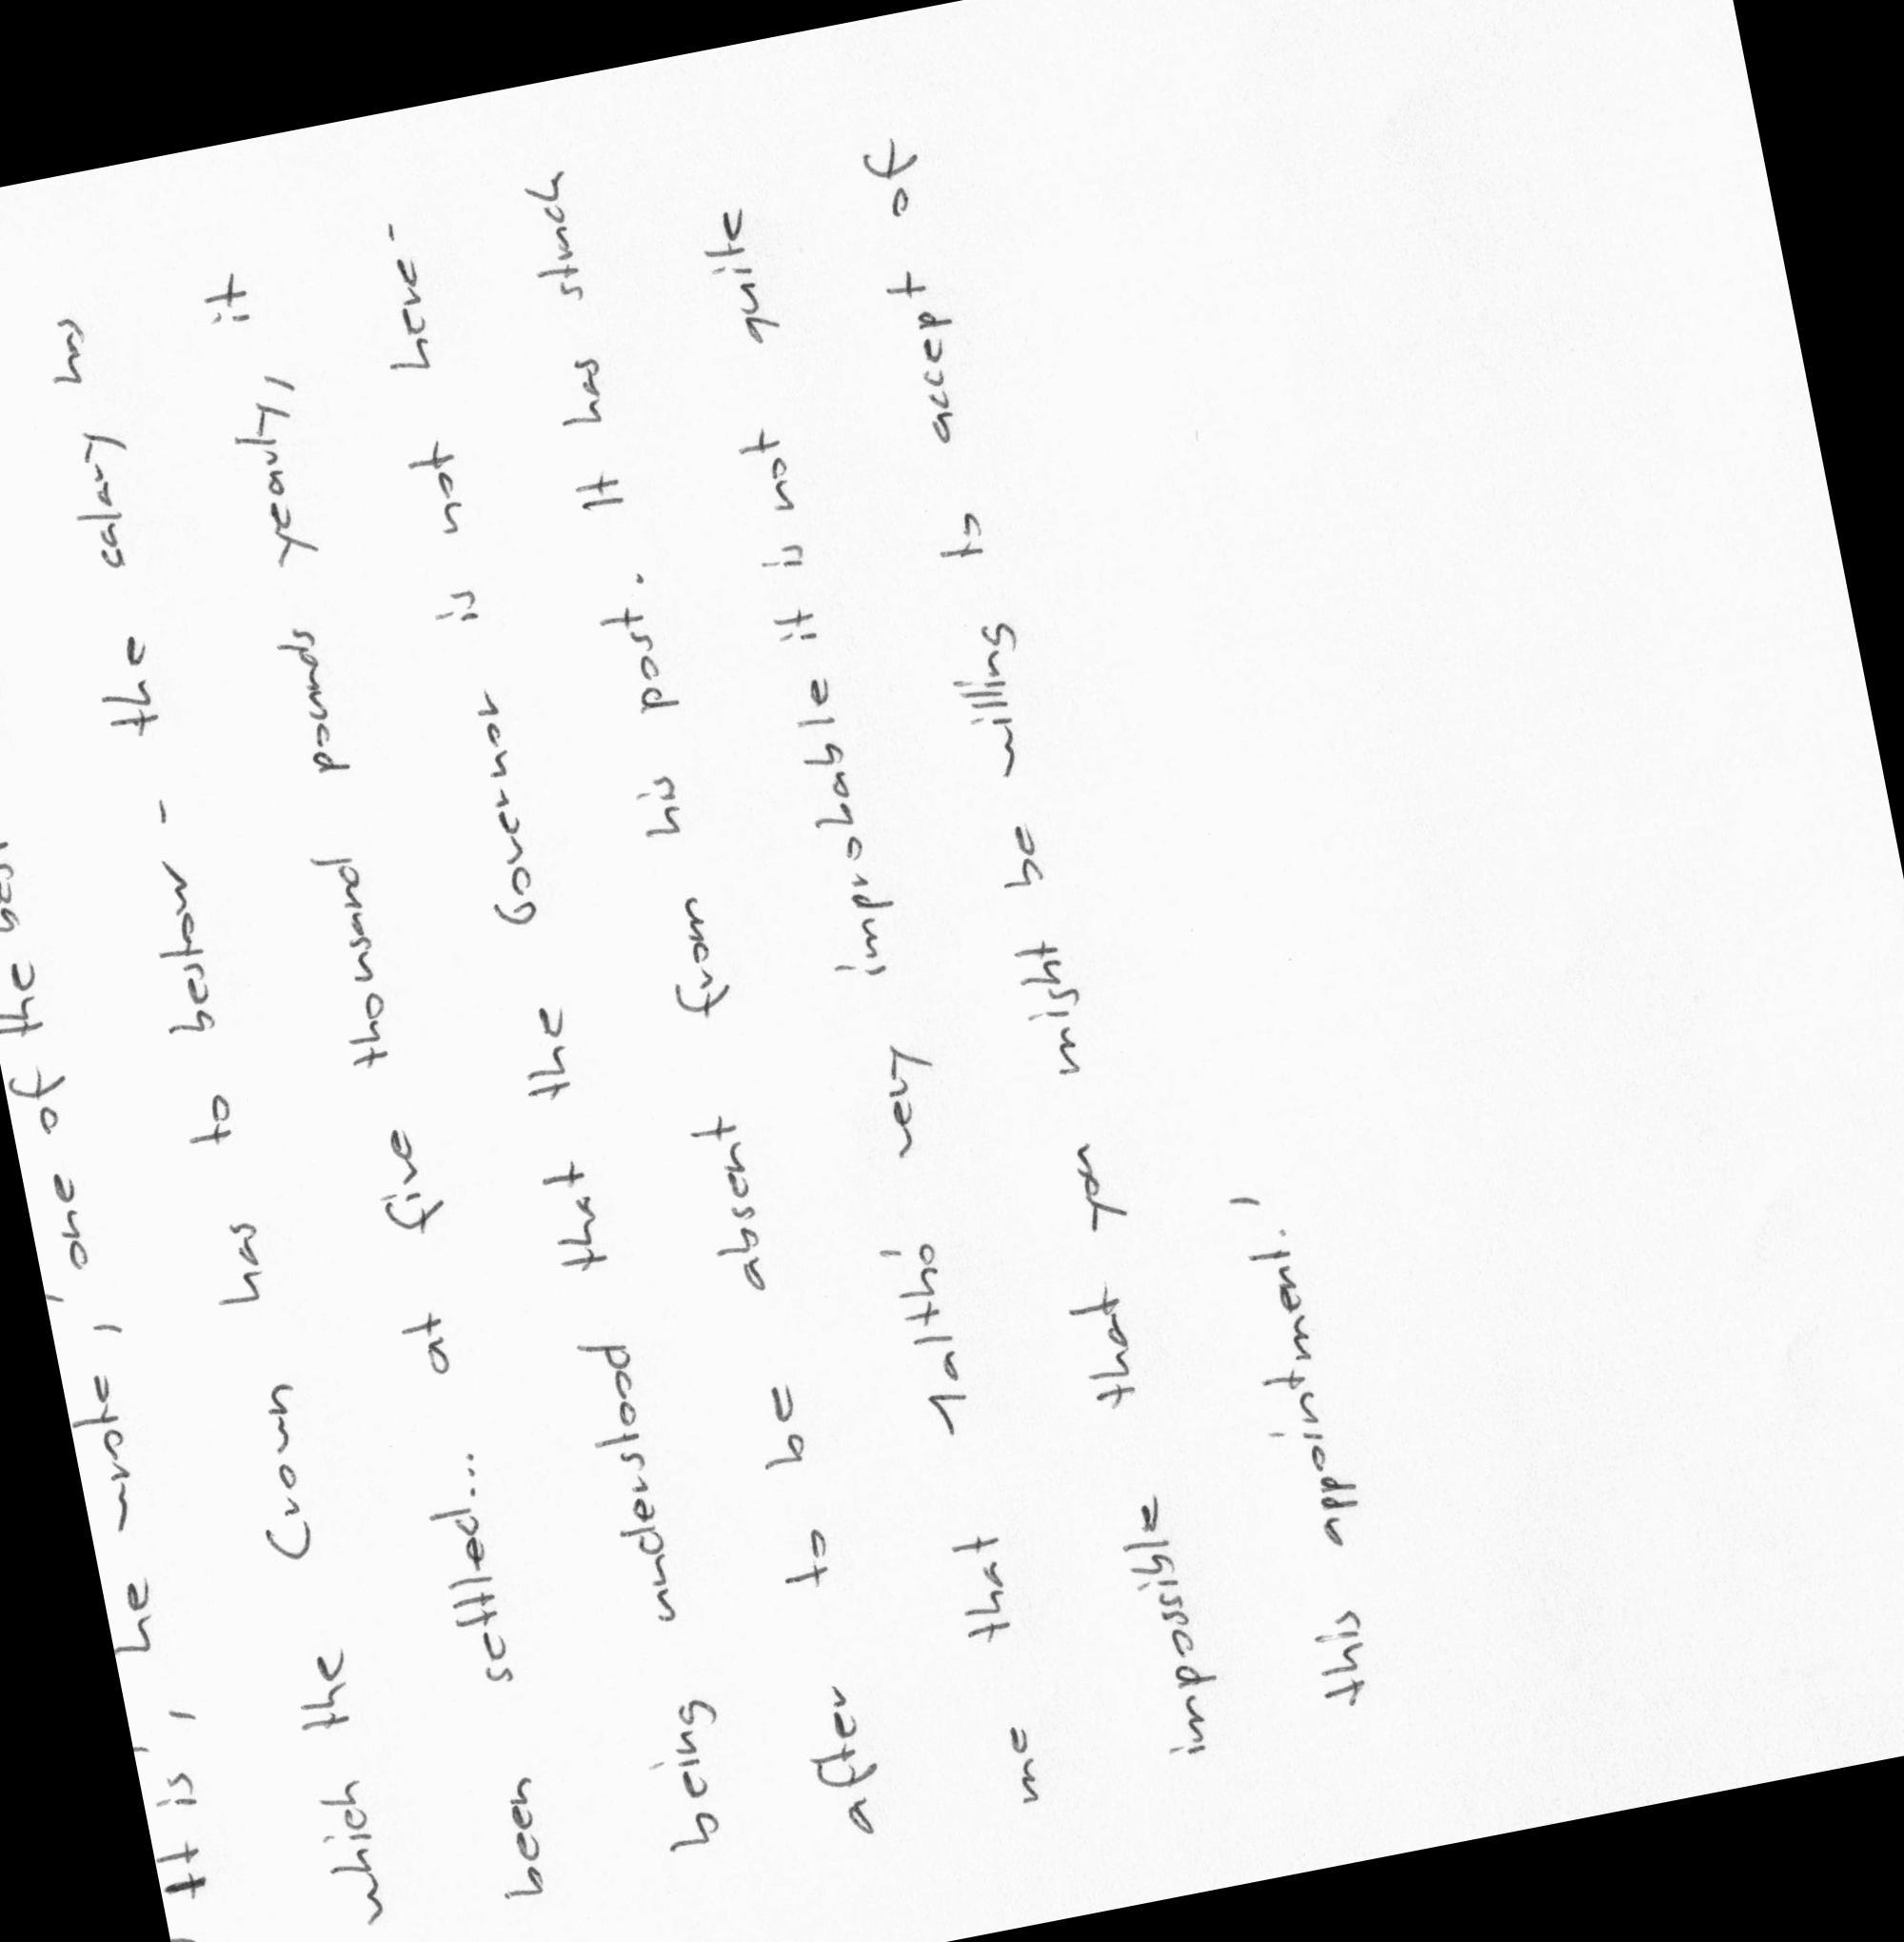 'It is,' he wrote, 'one of the
which the Crown has to bestow - the salary has
been settled... at five thousand pounds yearly, it
being understood that the Governor is not here-
after to be absent from his post. It has struck
me that, altho' very improbable it is not quite
impossible that you might be willing to accept of
this appointment.'